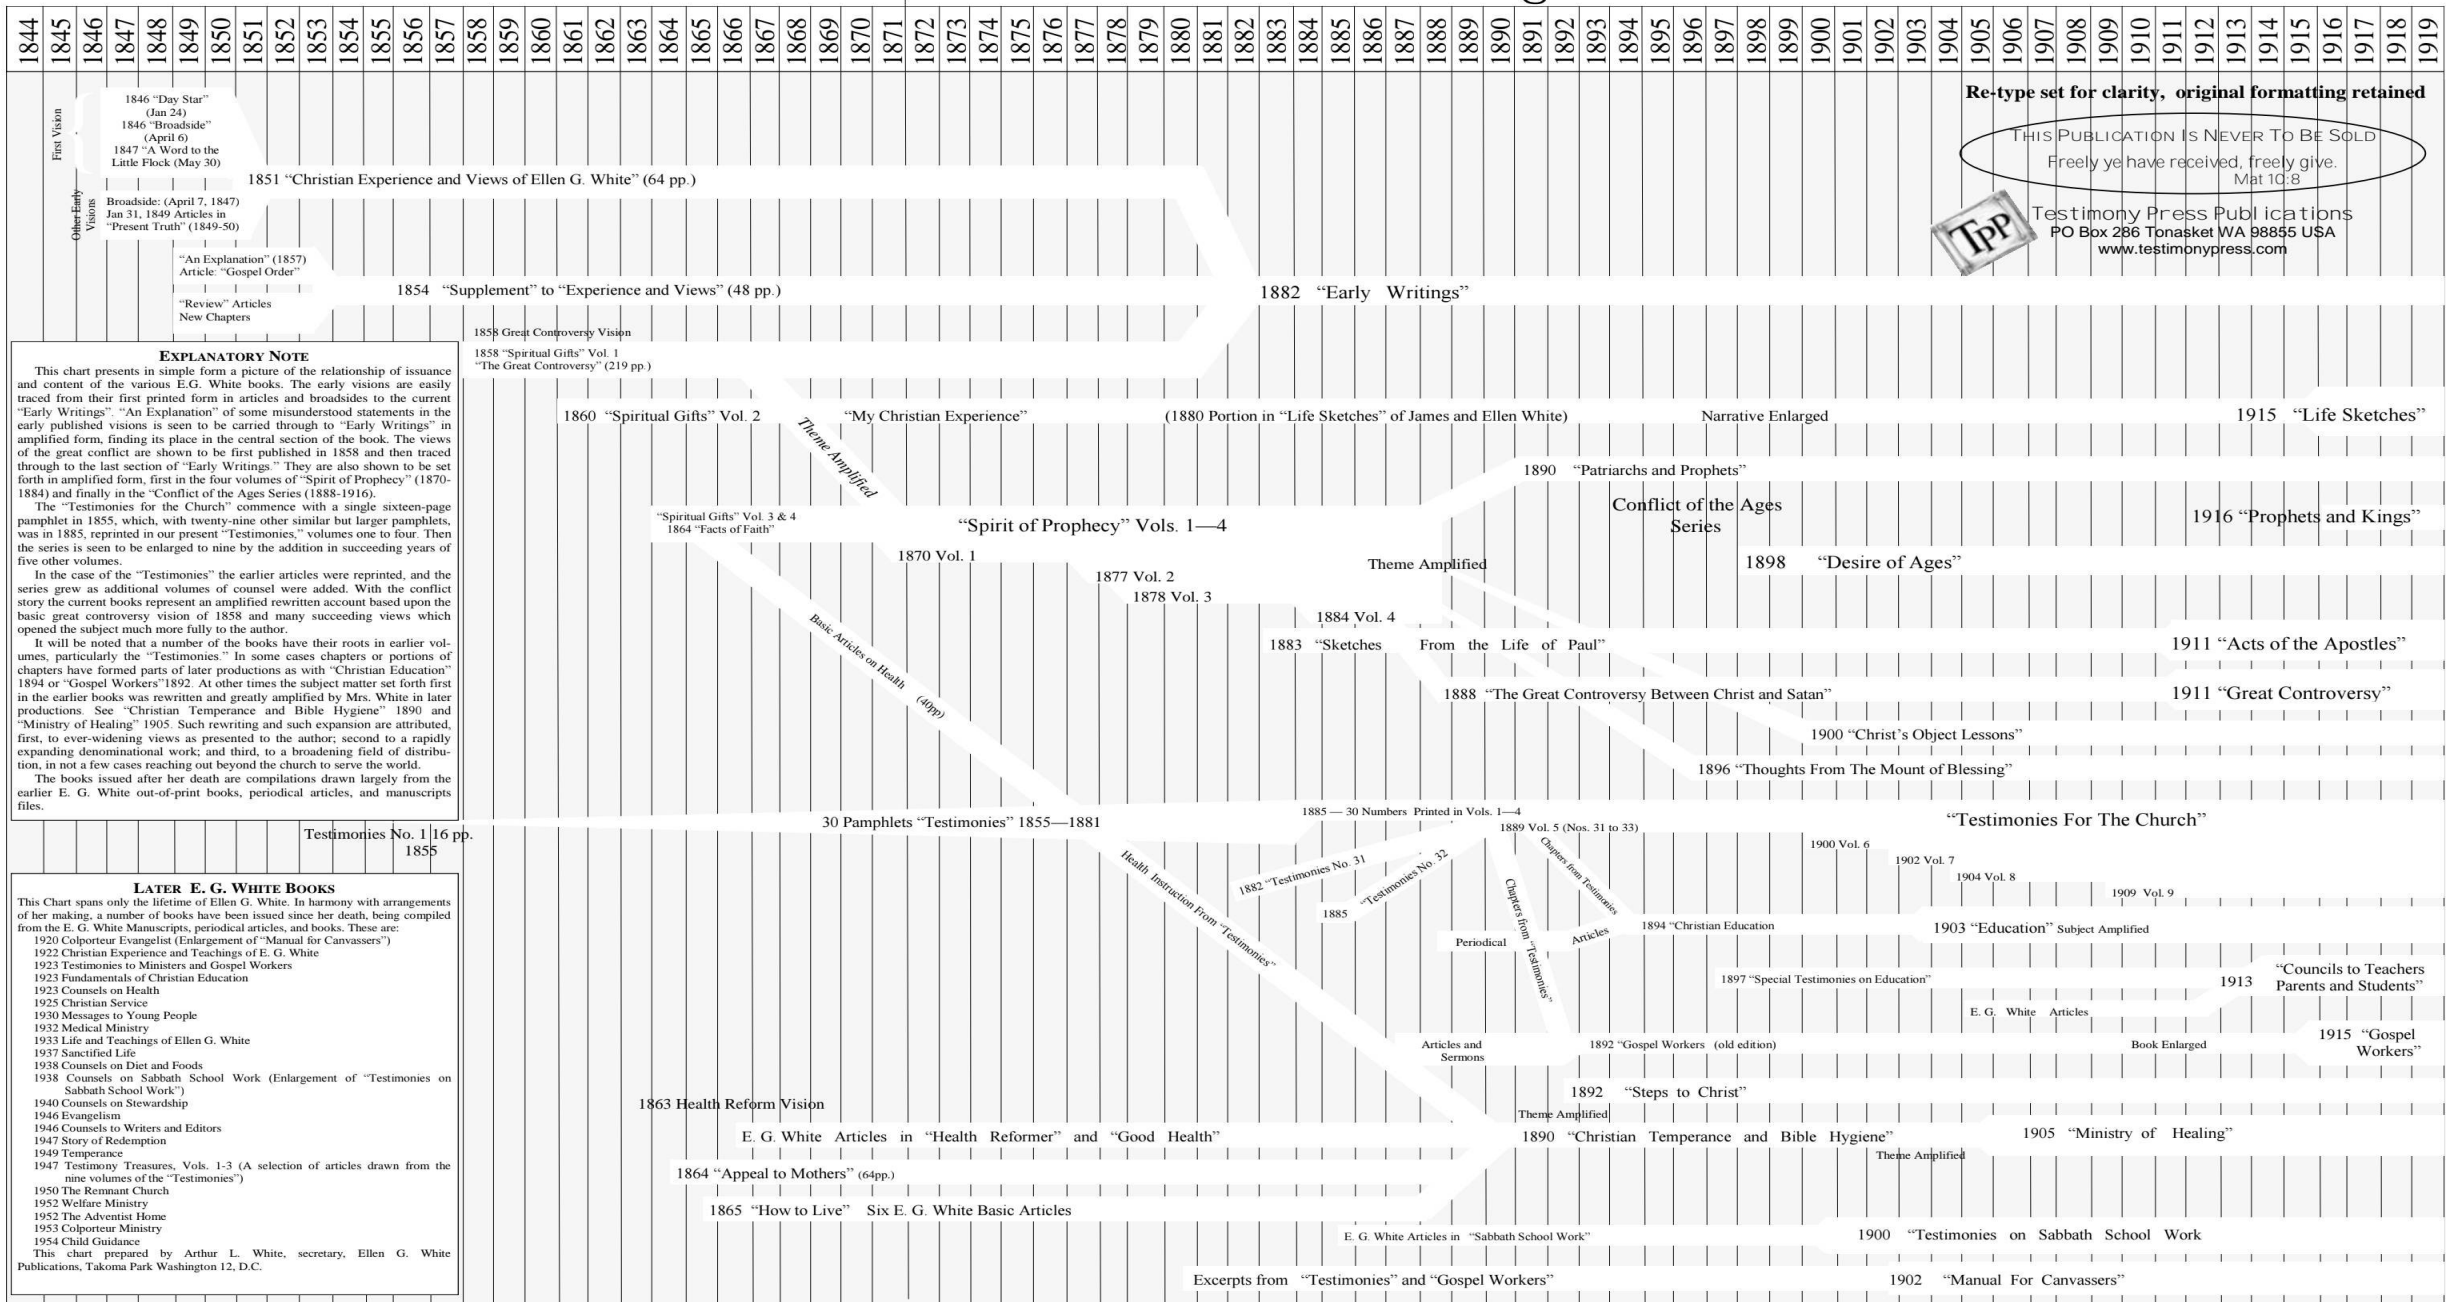 1844 1845 1846 1847 1848 1849 1850 1851 1852 1853 1854 1855 1856 1857 1858 1859 1860 1861 1862 1863 1864 1865 1866 1867 1868 1869 1870 1871 1872 1873 1874 1875 1876 1877 1878 1879 1880 1881 1882 1883 1884 1885 1886 1887 1888 1889 1890 1891 1892 1893 1894 1895 1896 1897 1898 1899 1900 1901 1902 1903 1904 1905 1906 1907 1908 1909 1910 1911 1912 1913 1914 1915 1916 1917 1918 1919
Re-type set for clarity, original formatting retained
THIS PUBLICATION IS NEVER TO BE SOLD
Freely ye have received, freely give.
Mat 10:8
TPP
Testimony Press Publications
PO Box 286 Tonasket WA 98855 USA
www.testimonypress.com
First Vision
1846 “Day Star”
(Jan 24)
1846 “Broadside”
(April 6)
1847 “A Word to the
Little Flock (May 30)
1851 “Christian Experience and Views of Ellen G. White” (64 pp.)
Other Early
Visions
Broadside: (April 7, 1847)
Jan 31, 1849 Articles in
“Present Truth” (1849-50)
“An Explanation” (1857)
Article: “Gospel Order”
“Review” Articles
New Chapters
1854 “Supplement” to “Experience and Views” (48 pp.)
1882 “Early Writings”
1858 Great Controversy Vision
1858 “Spiritual Gifts” Vol. 1
“The Great Controversy” (219 pp.)
EXPLANATORY NOTE
This chart presents in simple form a picture of the relationship of issuance
and content of the various E.G. White books. The early visions are easily
traced from their first printed form in articles and broadsides to the current
“Early Writings”. “An Explanation” of some misunderstood statements in the
early published visions is seen to be carried through to “Early Writings” in
amplified form, finding its place in the central section of the book. The views
of the great conflict are shown to be first published in 1858 and then traced
through to the last section of “Early Writings.” They are also shown to be set
forth in amplified form, first in the four volumes of “Spirit of Prophecy” (1870-
1884) and finally in the “Conflict of the Ages Series (1888-1916).
The “Testimonies for the Church” commence with a single sixteen-page
pamphlet in 1855, which, with twenty-nine other similar but larger pamphlets,
was in 1885, reprinted in our present “Testimonies,” volumes one to four. Then
the series is seen to be enlarged to nine by the addition in succeeding years of
five other volumes.
In the case of the “Testimonies” the earlier articles were reprinted, and the
series grew as additional volumes of counsel were added. With the conflict
story the current books represent an amplified rewritten account based upon the
basic great controversy vision of 1858 and many succeeding views which
opened the subject much more fully to the author.
It will be noted that a number of the books have their roots in earlier vol-
umes, particularly the “Testimonies.” In some cases chapters or portions of
chapters have formed parts of later productions as with “Christian Education”
1894 or “Gospel Workers”1892. At other times the subject matter set forth first
in the earlier books was rewritten and greatly amplified by Mrs. White in later
productions. See “Christian Temperance and Bible Hygiene” 1890 and
“Ministry of Healing” 1905. Such rewriting and such expansion are attributed,
first, to ever-widening views as presented to the author; second to a rapidly
expanding denominational work; and third, to a broadening field of distribu-
tion, in not a few cases reaching out beyond the church to serve the world.
The books issued after her death are compilations drawn largely from the
earlier E. G. White out-of-print books, periodical articles, and manuscripts
files.
1860 “Spiritual Gifts” Vol. 2 “My Christian Experience” (1880 Portion in “Life Sketches” of James and Ellen White) Narrative Enlarged 1915 “Life Sketches”
Theme Amplified
1890 “Patriarchs and Prophets”
Conflict of the Ages
Series
“Spiritual Gifts” Vol. 3 & 4
1864 “Facts of Faith”
“Spirit of Prophecy” Vols. 1—4
1916 “Prophets and Kings”
1870 Vol. 1
1877 Vol. 2
1878 Vol. 3
1884 Vol. 4
Theme Amplified
1898 “Desire of Ages”
1883 “Sketches From the Life of Paul”
1911 “Acts of the Apostles”
1888 “The Great Controversy Between Christ and Satan”
1911 “Great Controversy”
1900 “Christ’s Object Lessons”
1896 “Thoughts From The Mount of Blessing”
Basic Articles on Health (40pp)
Testimonies No. 1 16 pp.
1855
30 Pamphlets “Testimonies” 1855—1881
1885 — 30 Numbers Printed in Vols. 1—4
1889 Vol. 5 (Nos. 31 to 33)
“Testimonies For The Church”
1900 Vol. 6
1902 Vol. 7
1904 Vol. 8
1909 Vol. 9
1882 “Testimonies No. 31
1885 “Testimonies No. 32
Chapters from “Testimonies”
Chapters from Testimonies
Health Instruction From “Testimonies”
Periodical Articles
1894 “Christian Education
1903 “Education” Subject Amplified
1897 “Special Testimonies on Education”
1913 “Councils to Teachers
Parents and Students”
E. G. White Articles
Articles and
Sermons
1892 “Gospel Workers (old edition)
Book Enlarged
1915 “Gospel
Workers”
1892 “Steps to Christ”
Theme Amplified
1863 Health Reform Vision
E. G. White Articles in “Health Reformer” and “Good Health”
1890 “Christian Temperance and Bible Hygiene”
Theme Amplified
1905 “Ministry of Healing”
1864 “Appeal to Mothers” (64pp.)
1865 “How to Live” Six E. G. White Basic Articles
E. G. White Articles in “Sabbath School Work”
1900 “Testimonies on Sabbath School Work
Excerpts from “Testimonies” and “Gospel Workers”
1902 “Manual For Canvassers”
LATER E. G. WHITE BOOKS
This Chart spans only the lifetime of Ellen G. White. In harmony with arrangements
of her making, a number of books have been issued since her death, being compiled
from the E. G. White Manuscripts, periodical articles, and books. These are:
1920 Colporteur Evangelist (Enlargement of “Manual for Canvassers”)
1922 Christian Experience and Teachings of E. G. White
1923 Testimonies to Ministers and Gospel Workers
1923 Fundamentals of Christian Education
1923 Counsels on Health
1925 Christian Service
1930 Messages to Young People
1932 Medical Ministry
1933 Life and Teachings of Ellen G. White
1937 Sanctified Life
1938 Counsels on Diet and Foods
1938 Counsels on Sabbath School Work (Enlargement of “Testimonies on
Sabbath School Work”)
1940 Counsels on Stewardship
1946 Evangelism
1946 Counsels to Writers and Editors
1947 Story of Redemption
1949 Temperance
1947 Testimony Treasures, Vols. 1-3 (A selection of articles drawn from the
nine volumes of the “Testimonies”)
1950 The Remnant Church
1952 Welfare Ministry
1952 The Adventist Home
1953 Colporteur Ministry
1954 Child Guidance
This chart prepared by Arthur L. White, secretary, Ellen G. White
Publications, Takoma Park Washington 12, D.C.